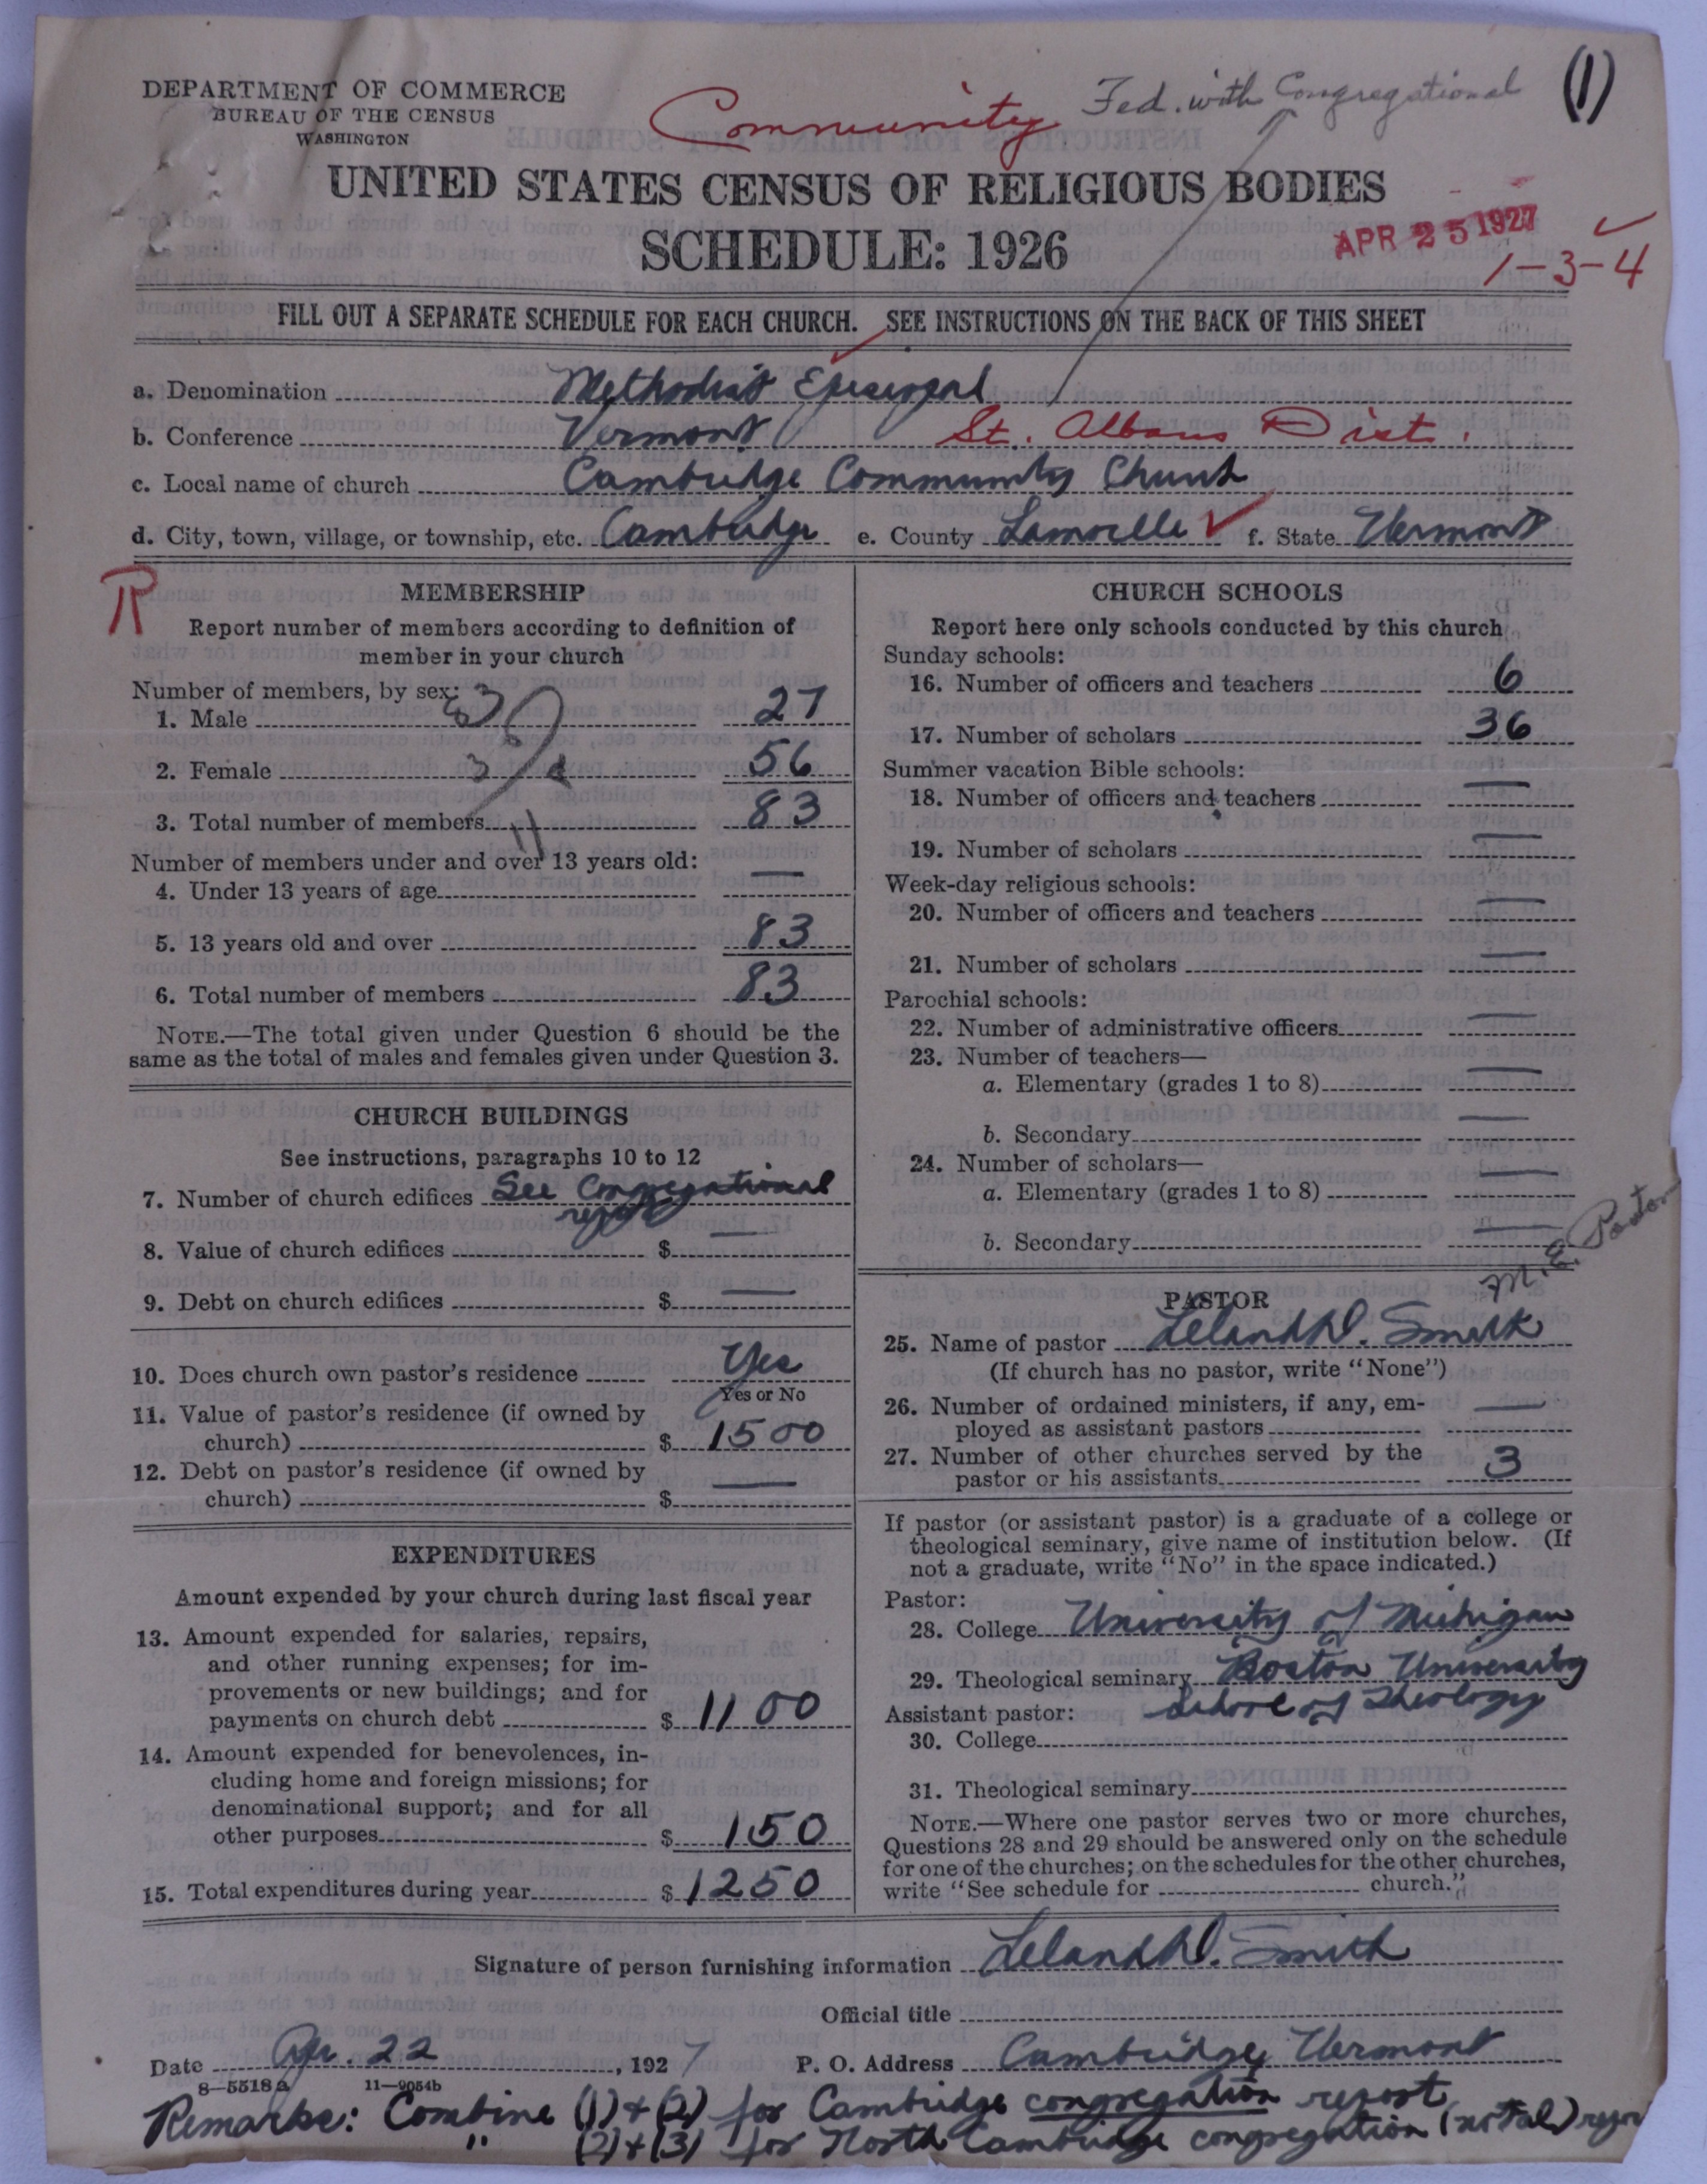 DEPARTMENT OF COMMERCE
BUREAU OF THE CENSUS
WASHINGTON
Community
Fed. with Congregational
(1)
UNITED STATES CENSUS OF RELIGIOUS BODIES
SCHEDULE: 1926
APR 25 1927
1-3-4
FILL OUT A SEPARATE SCHEDULE FOR EACH CHURCH. SEE INSTRUCTIONS ON THE BACK OF THIS SHEET
a. Denomination Methodist Episcopal
b. Conference Vermont St. Albans Dist.
c. Local name of church Cambridge Community Church
d. City, town, village, or township, etc. Cambridge e. County Lamoille f. State Vermont
R
MEMBERSHIP
Report number of members according to definition of
member in your church
Number of members, by sex:
1. Male 27
2. Female 56
3. Total number of members 83
11
Number of members under and over 13 years old:
4. Under 13 years of age —
5. 13 years old and over 83
6. Total number of members 83
NOTE.—The total given under Question 6 should be the
same as the total of males and females given under Question 3.
CHURCH BUILDINGS
See instructions, paragraphs 10 to 12
7. Number of church edifices See Congregational
report
8. Value of church edifices $ —
9. Debt on church edifices $ —
10. Does church own pastor's residence Yes
Yes or No
11. Value of pastor's residence (if owned by
church) $ 1500
12. Debt on pastor's residence (if owned by
church) $ —
EXPENDITURES
Amount expended by your church during last fiscal year
13. Amount expended for salaries, repairs,
and other running expenses; for im-
provements or new buildings; and for
payments on church debt $ 1100
14. Amount expended for benevolences, in-
cluding home and foreign missions; for
denominational support; and for all
other purposes $ 150
15. Total expenditures during year $ 1250
CHURCH SCHOOLS
Report here only schools conducted by this church
Sunday schools:
16. Number of officers and teachers 6
17. Number of scholars 36
Summer vacation Bible schools:
18. Number of officers and teachers —
19. Number of scholars —
Week-day religious schools:
20. Number of officers and teachers —
21. Number of scholars —
Parochial schools:
22. Number of administrative officers —
23. Number of teachers—
a. Elementary (grades 1 to 8) —
b. Secondary —
24. Number of scholars—
a. Elementary (grades 1 to 8) —
b. Secondary —
M.E. Pastor
PASTOR
25. Name of pastor Leland D. Smith
(If church has no pastor, write "None")
26. Number of ordained ministers, if any, em-
ployed as assistant pastors —
27. Number of other churches served by the
pastor or his assistants 3
If pastor (or assistant pastor) is a graduate of a college or
theological seminary, give name of institution below. (If
not a graduate, write "No" in the space indicated.)
Pastor:
28. College University of Michigan
29. Theological seminary Boston University
School of Theology
Assistant pastor:
30. College
31. Theological seminary
NOTE.—Where one pastor serves two or more churches,
Questions 28 and 29 should be answered only on the schedule
for one of the churches; on the schedules for the other churches,
write "See schedule for church."
Signature of person furnishing information Leland D. Smith
Official title
Date Apr. 22, 1927 P. O. Address Cambridge Vermont
8—5518a 11—9054b
Remarks: Combine (1) & (2) for Cambridge congregation report
" (2) & (3) for North Cambridge congregation